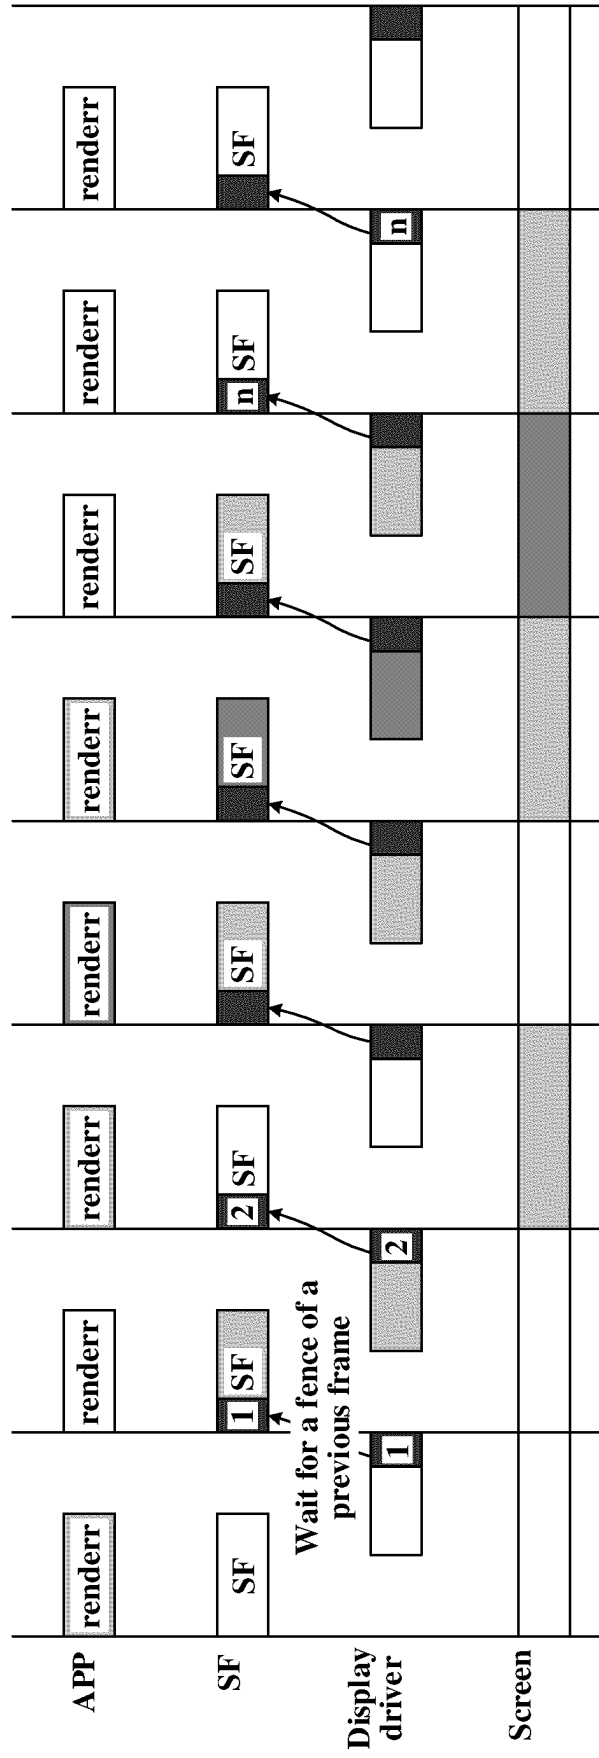 APP renderr renderr renderr renderr renderr renderr renderr renderr
SF SF 1 SF 2 SF SF SF SF n SF SF
Wait for a fence of a
previous frame
Display
driver 1 2 n
Screen